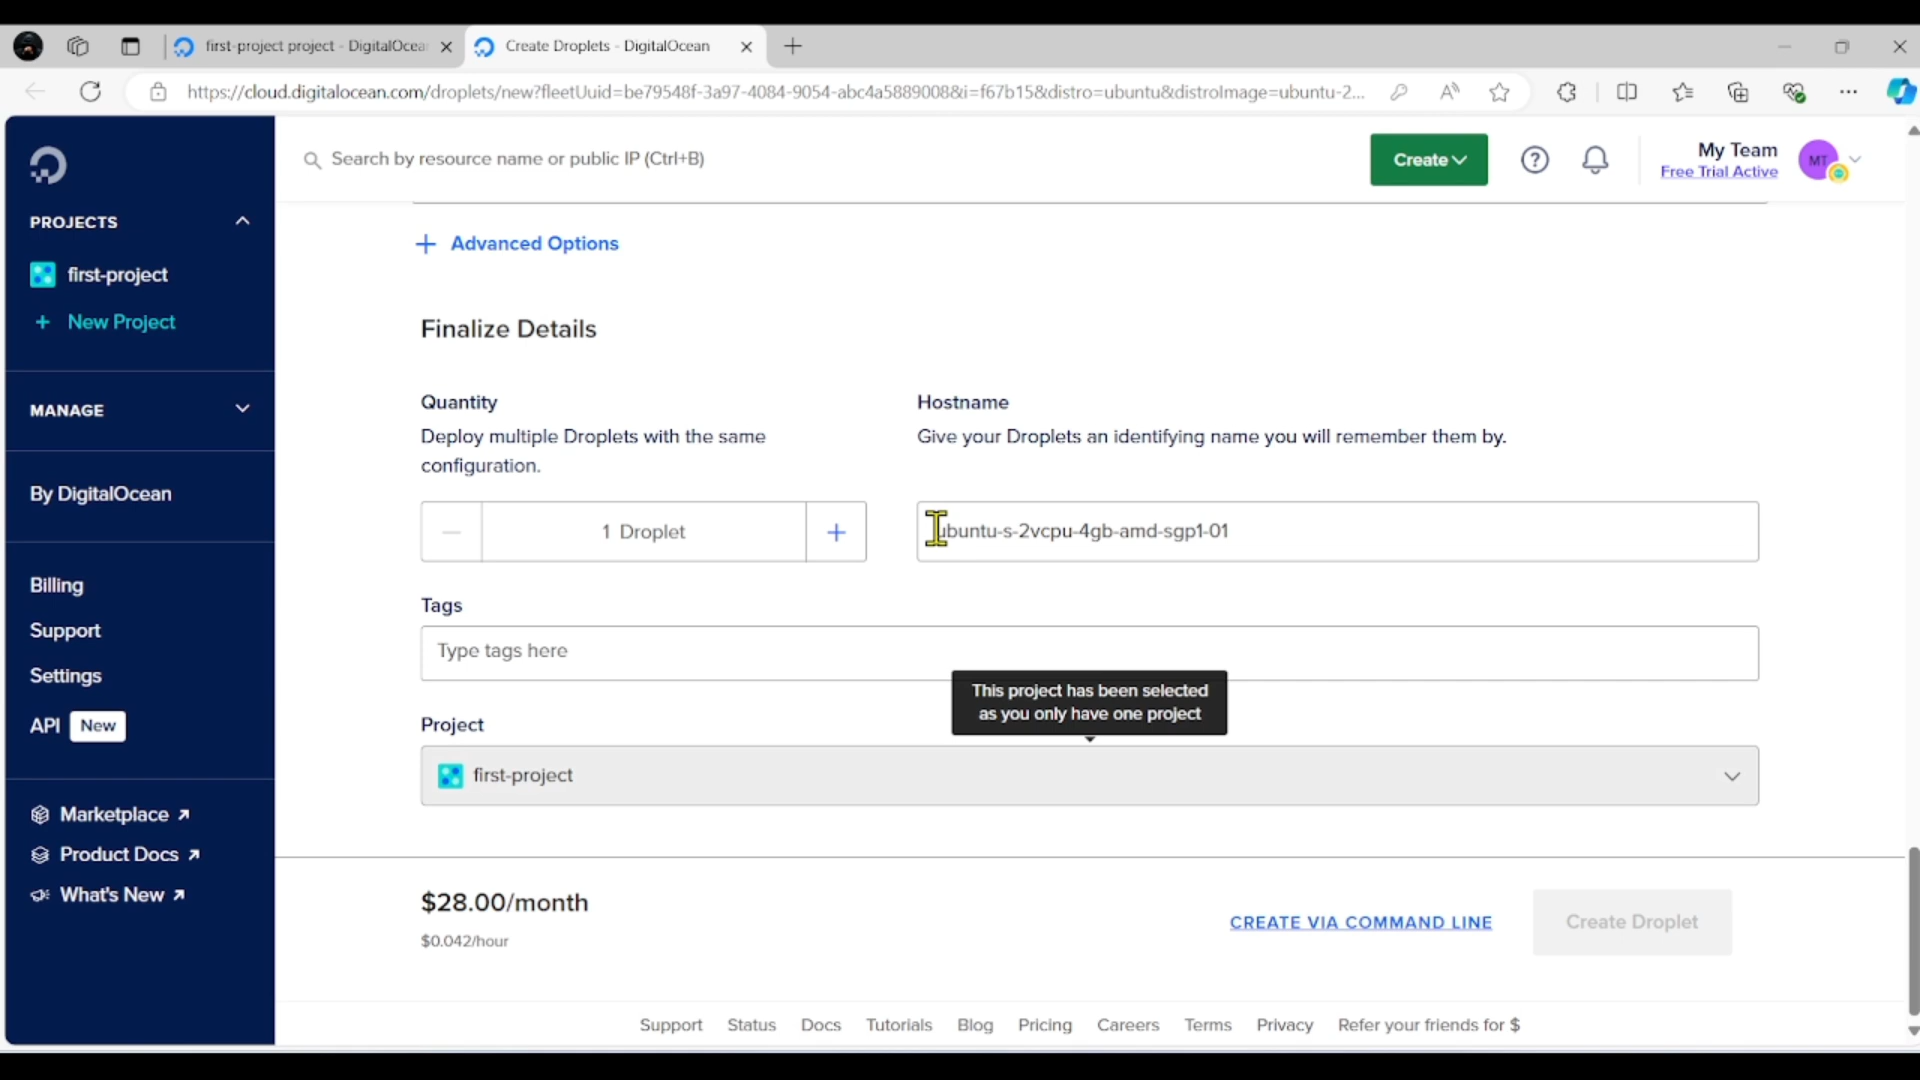 first-project project - DigitalOcea
Create Droplets - DigitalOcean
https://cloud.digitalocean.com/droplets/new?fleetUuid=be79548f-3a97-4084-9054-abc4a5889008&i=f67b15&distro=ubuntu&distroImage=ubuntu-2...
Search by resource name or public IP (Ctrl+B)
Create
My Team
Free Trial Active
MT
PROJECTS
first-project
+ New Project
MANAGE
By DigitalOcean
Billing
Support
Settings
API New
Marketplace
Product Docs
What's New
+ Advanced Options
Finalize Details
Quantity
Deploy multiple Droplets with the same
configuration.
1 Droplet
Hostname
Give your Droplets an identifying name you will remember them by.
ubuntu-s-2vcpu-4gb-amd-sgp1-01
Tags
Type tags here
This project has been selected
as you only have one project
Project
first-project
$28.00/month
$0.042/hour
CREATE VIA COMMAND LINE
Create Droplet
Support Status Docs Tutorials Blog Pricing Careers Terms Privacy Refer your friends for $